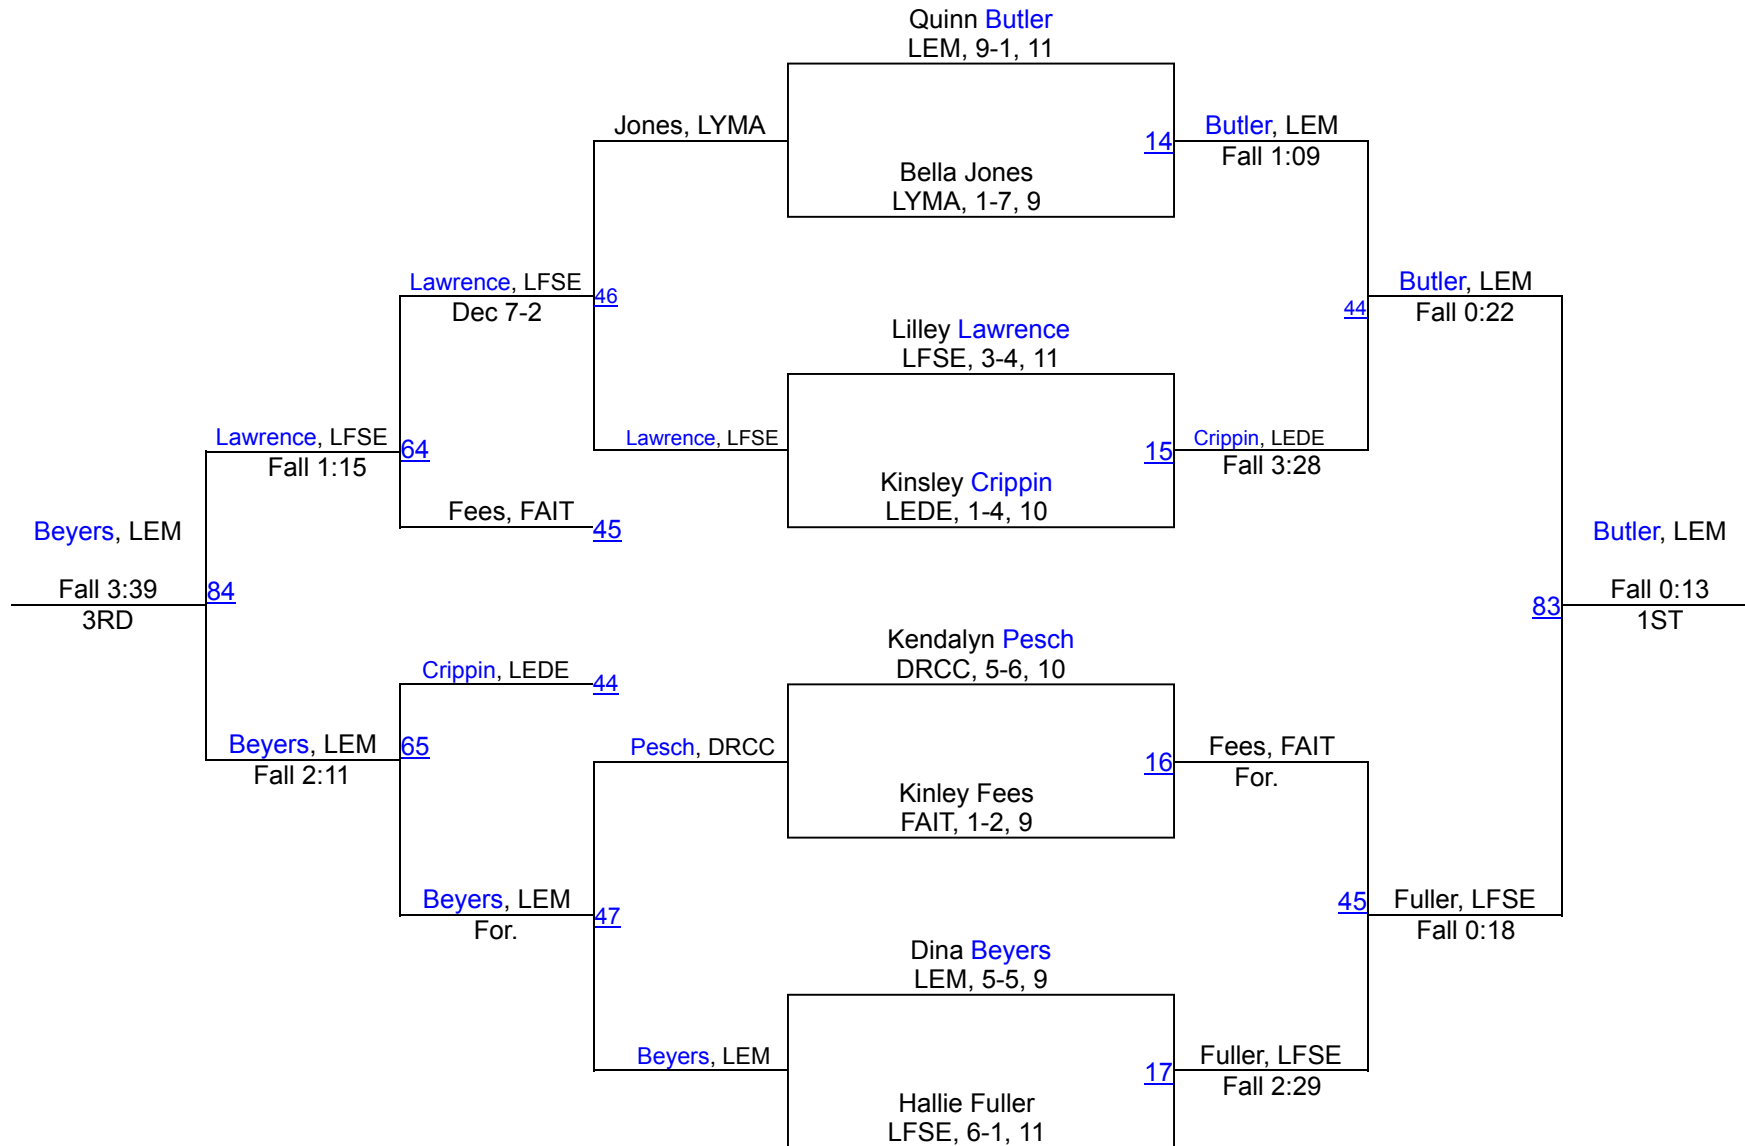 Quinn Butler
LEM, 9-1, 11
Jones, LYMA
14
Butler, LEM
Fall 1:09
Bella Jones
LYMA, 1-7, 9
Lawrence, LFSE
Dec 7-2
46
Lilley Lawrence
LFSE, 3-4, 11
44
Butler, LEM
Fall 0:22
Lawrence, LFSE
Fall 1:15
64
Lawrence, LFSE
15
Crippin, LEDE
Fall 3:28
Kinsley Crippin
LEDE, 1-4, 10
Fees, FAIT
45
Beyers, LEM
Fall 3:39
3RD
84
Butler, LEM
83
Fall 0:13
1ST
Kendalyn Pesch
DRCC, 5-6, 10
Crippin, LEDE
44
Beyers, LEM
Fall 2:11
65
Pesch, DRCC
16
Fees, FAIT
For.
Kinley Fees
FAIT, 1-2, 9
Beyers, LEM
For.
47
45
Fuller, LFSE
Fall 0:18
Dina Beyers
LEM, 5-5, 9
Beyers, LEM
17
Fuller, LFSE
Fall 2:29
Hallie Fuller
LFSE, 6-1, 11